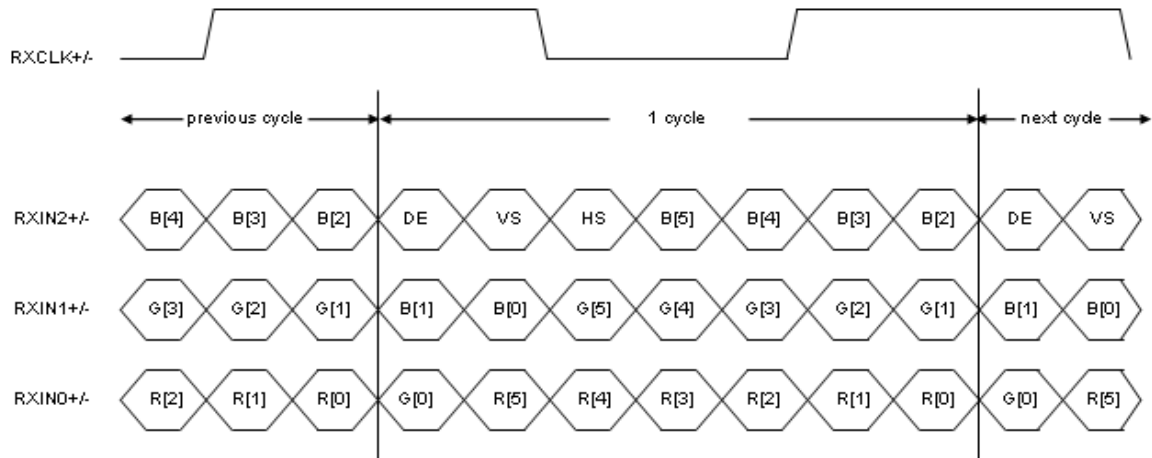 RXCLK+/-
previous cycle 1 cycle next cycle
RXIN2+/- B[4] B[3] B[2] DE VS HS B[5] B[4] B[3] B[2] DE VS
RXIN1+/- G[3] G[2] G[1] B[1] B[0] G[5] G[4] G[3] G[2] G[1] B[1] B[0]
RXIN0+/- R[2] R[1] R[0] G[0] R[5] R[4] R[3] R[2] R[1] R[0] G[0] R[5]